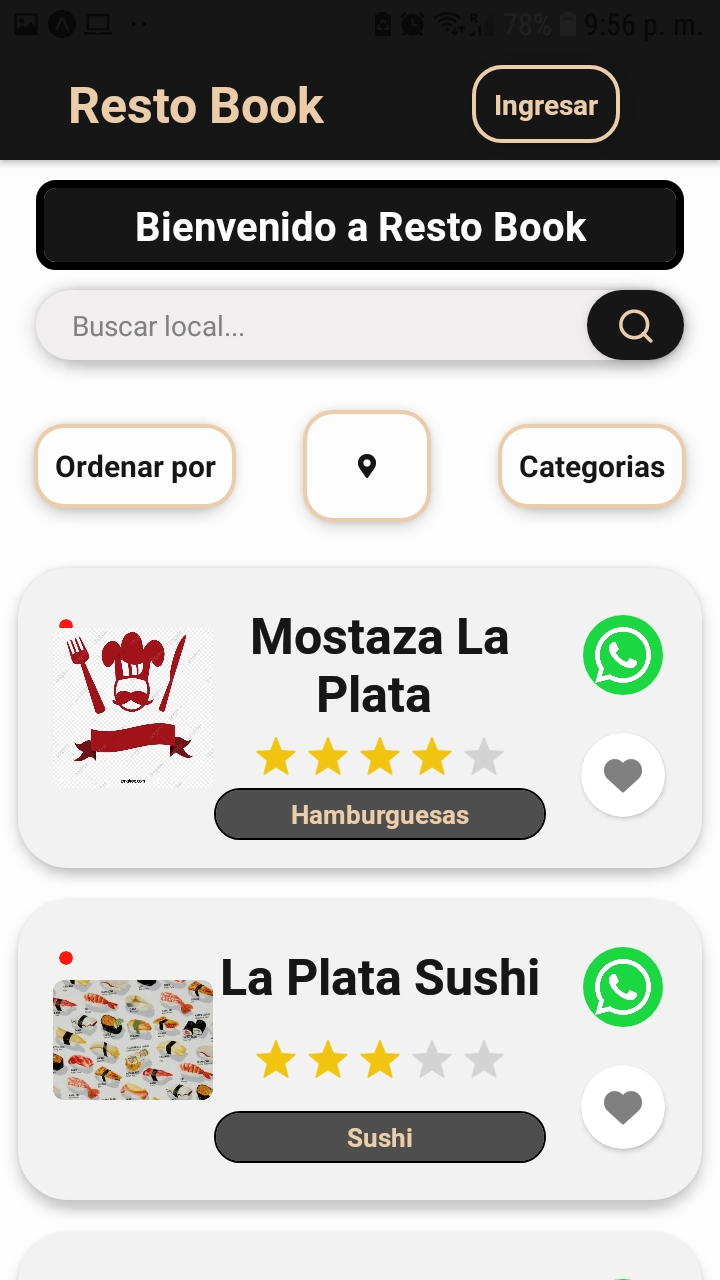 78% 9:56 p. m.
Resto Book
Ingresar
Bienvenido a Resto Book
Buscar local...
Ordenar por
Categorias
Mostaza La
Plata
Hamburguesas
La Plata Sushi
Sushi